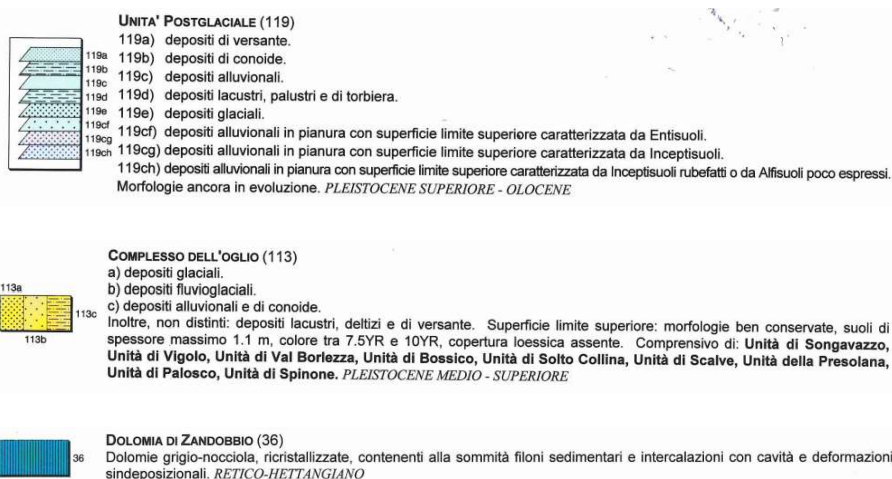 UNITA' POSTGLACIALE (119)
119a) depositi di versante.
119b) depositi di conoide.
119c) depositi alluvionali.
119d) depositi lacustri, palustri e di torbiera.
119e) depositi glaciali.
119cf) depositi alluvionali in pianura con superficie limite superiore caratterizzata da Entisuoli.
119cg) depositi alluvionali in pianura con superficie limite superiore caratterizzata da Inceptisuoli.
119ch) depositi alluvionali in pianura con superficie limite superiore caratterizzata da Inceptisuoli rubefatti o da Alfisuoli poco espressi.
Morfologie ancora in evoluzione. PLEISTOCENE SUPERIORE - OLOCENE
119a
119b
119c
119d
119e
119cf
119cg
119ch
COMPLESSO DELL'OGLIO (113)
a) depositi glaciali.
b) depositi fluvioglaciali.
c) depositi alluvionali e di conoide.
Inoltre, non distinti: depositi lacustri, deltizi e di versante. Superficie limite superiore: morfologie ben conservate, suoli di
spessore massimo 1.1 m, colore tra 7.5YR e 10YR, copertura loessica assente. Comprensivo di: Unità di Songavazzo,
Unità di Vigolo, Unità di Val Borlezza, Unità di Bossico, Unità di Solto Collina, Unità di Scalve, Unità della Presolana,
Unità di Palosco, Unità di Spinone. PLEISTOCENE MEDIO - SUPERIORE
113a
113c
113b
DOLOMIA DI ZANDOBBIO (36)
36
Dolomie grigio-nocciola, ricristallizzate, contenenti alla sommità filoni sedimentari e intercalazioni con cavità e deformazioni
sindeposizionali. RETICO-HETTANGIANO